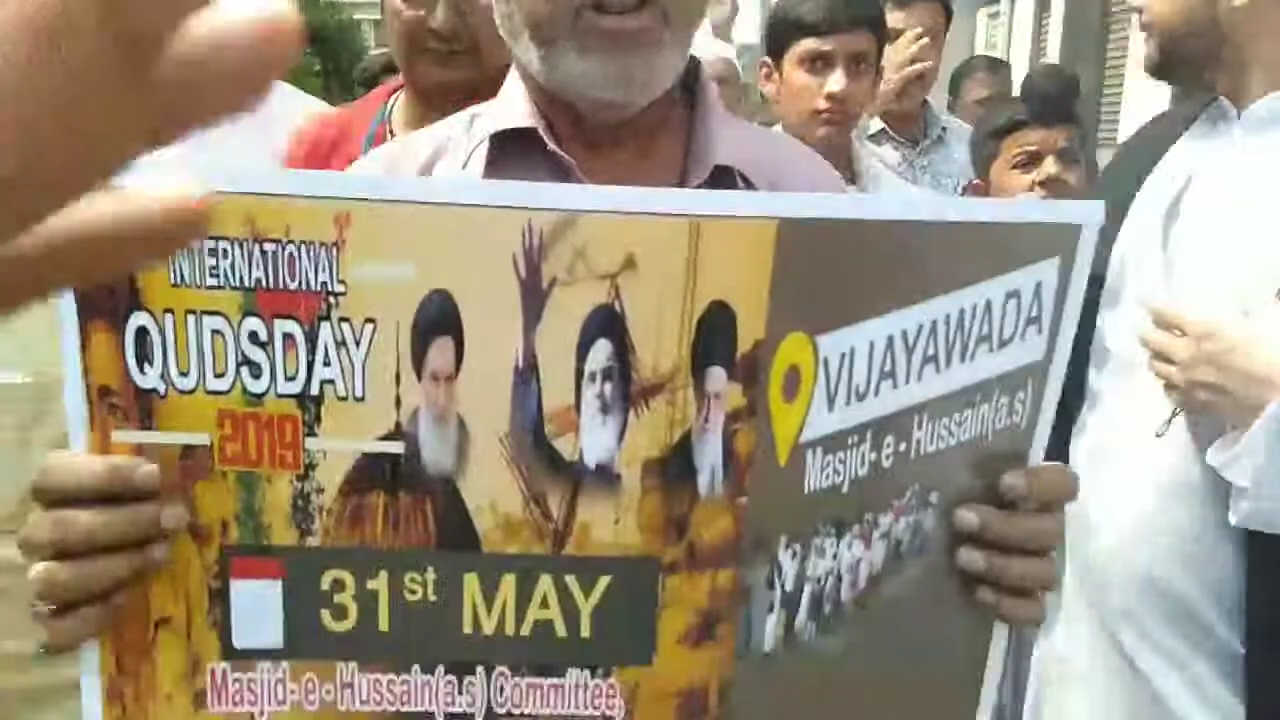 INTERNATIONAL
QUDSDAY
2019
31st MAY
Masjid-e-Hussain(a.s) Committee,
VIJAYAWADA
Masjid-e-Hussain(a.s)